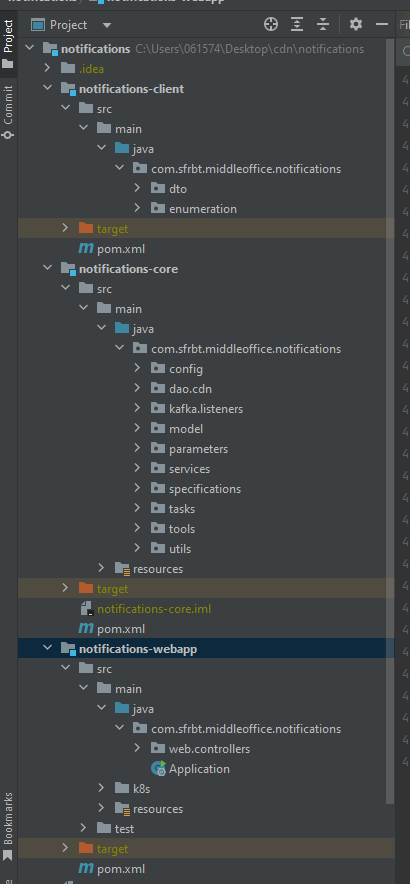 notifications-webapp
Project
Fil
Project
Commit
Bookmarks
notifications C:\Users\061574\Desktop\cdn\notifications
.idea
notifications-client
src
main
java
com.sfrbt.middleoffice.notifications
dto
enumeration
target
pom.xml
notifications-core
src
main
java
com.sfrbt.middleoffice.notifications
config
dao.cdn
kafka.listeners
model
parameters
services
specifications
tasks
tools
utils
resources
target
notifications-core.iml
pom.xml
notifications-webapp
src
main
java
com.sfrbt.middleoffice.notifications
web.controllers
Application
k8s
resources
test
target
pom.xml